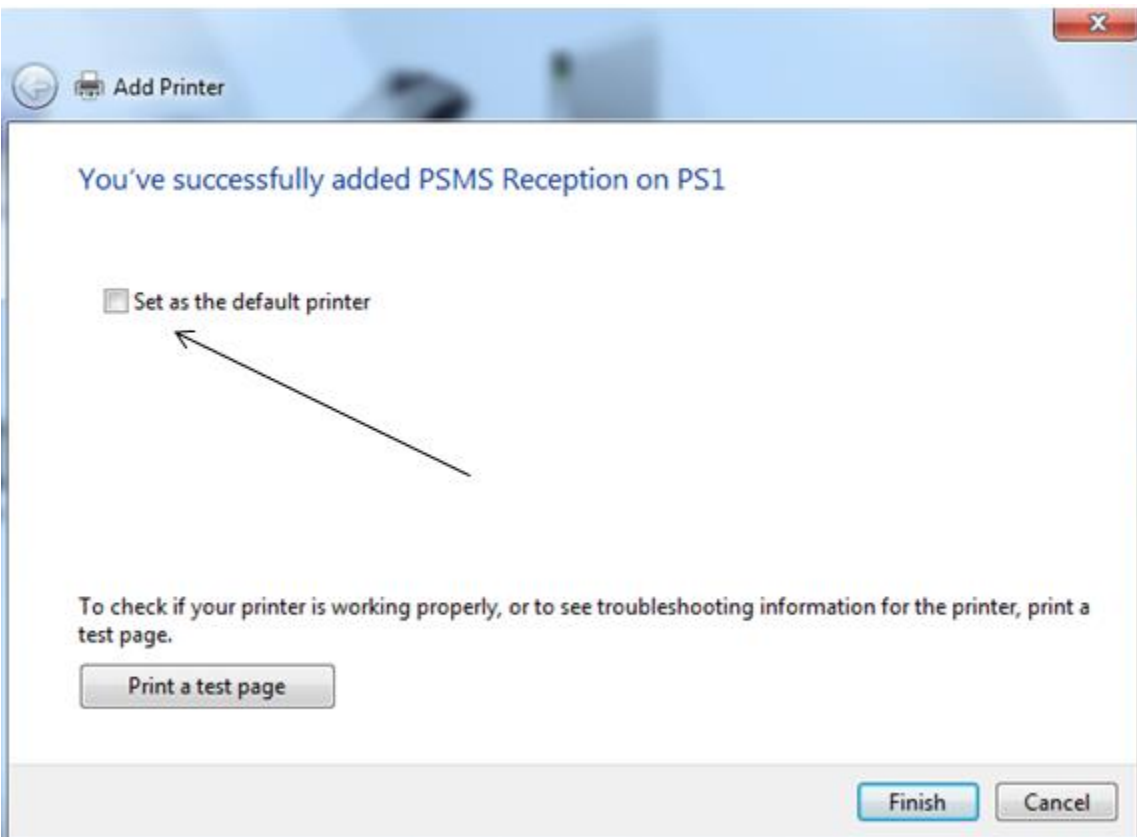 Add Printer
You've successfully added PSMS Reception on PS1
Set as the default printer
To check if your printer is working properly, or to see troubleshooting information for the printer, print a
test page.
Print a test page
Finish Cancel